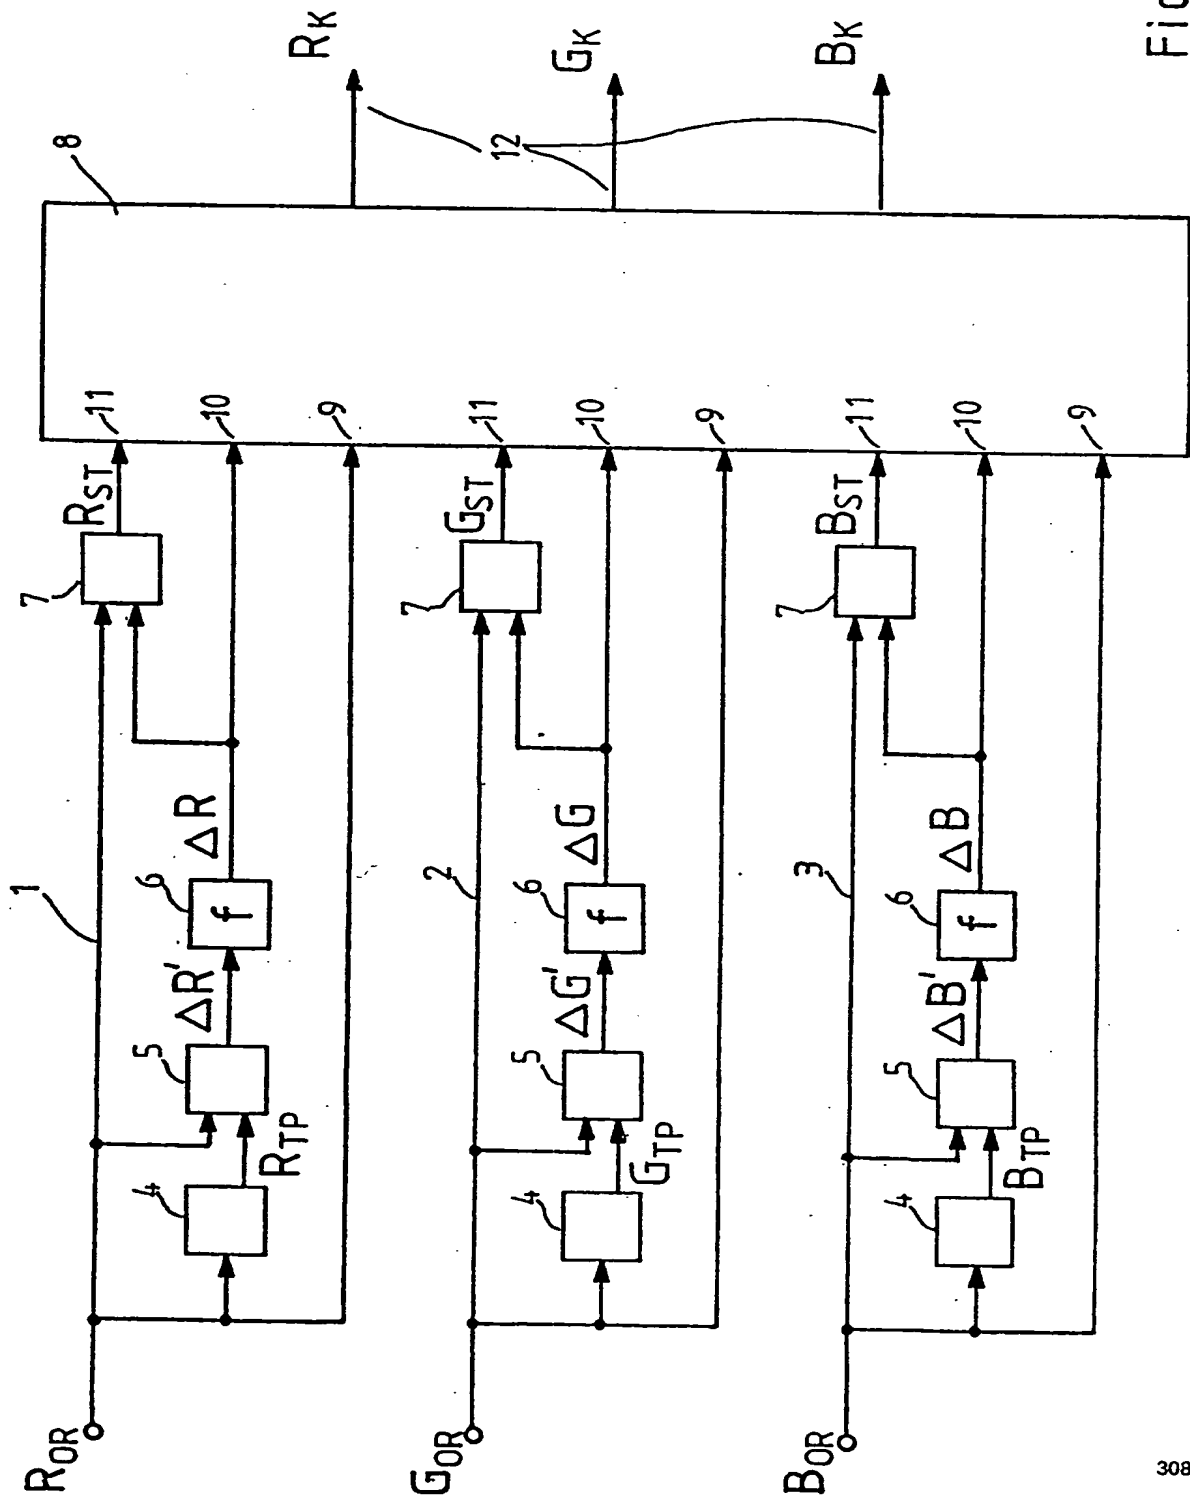 Fig
R_OR
1
4
R_TP
5
ΔR'
6
f
ΔR
7
R_ST
11
10
9
8
R_K
12
G_OR
2
4
G_TP
5
ΔG'
6
f
ΔG
7
G_ST
11
10
9
G_K
B_OR
3
4
B_TP
5
ΔB'
6
f
ΔB
7
B_ST
11
10
9
B_K
308